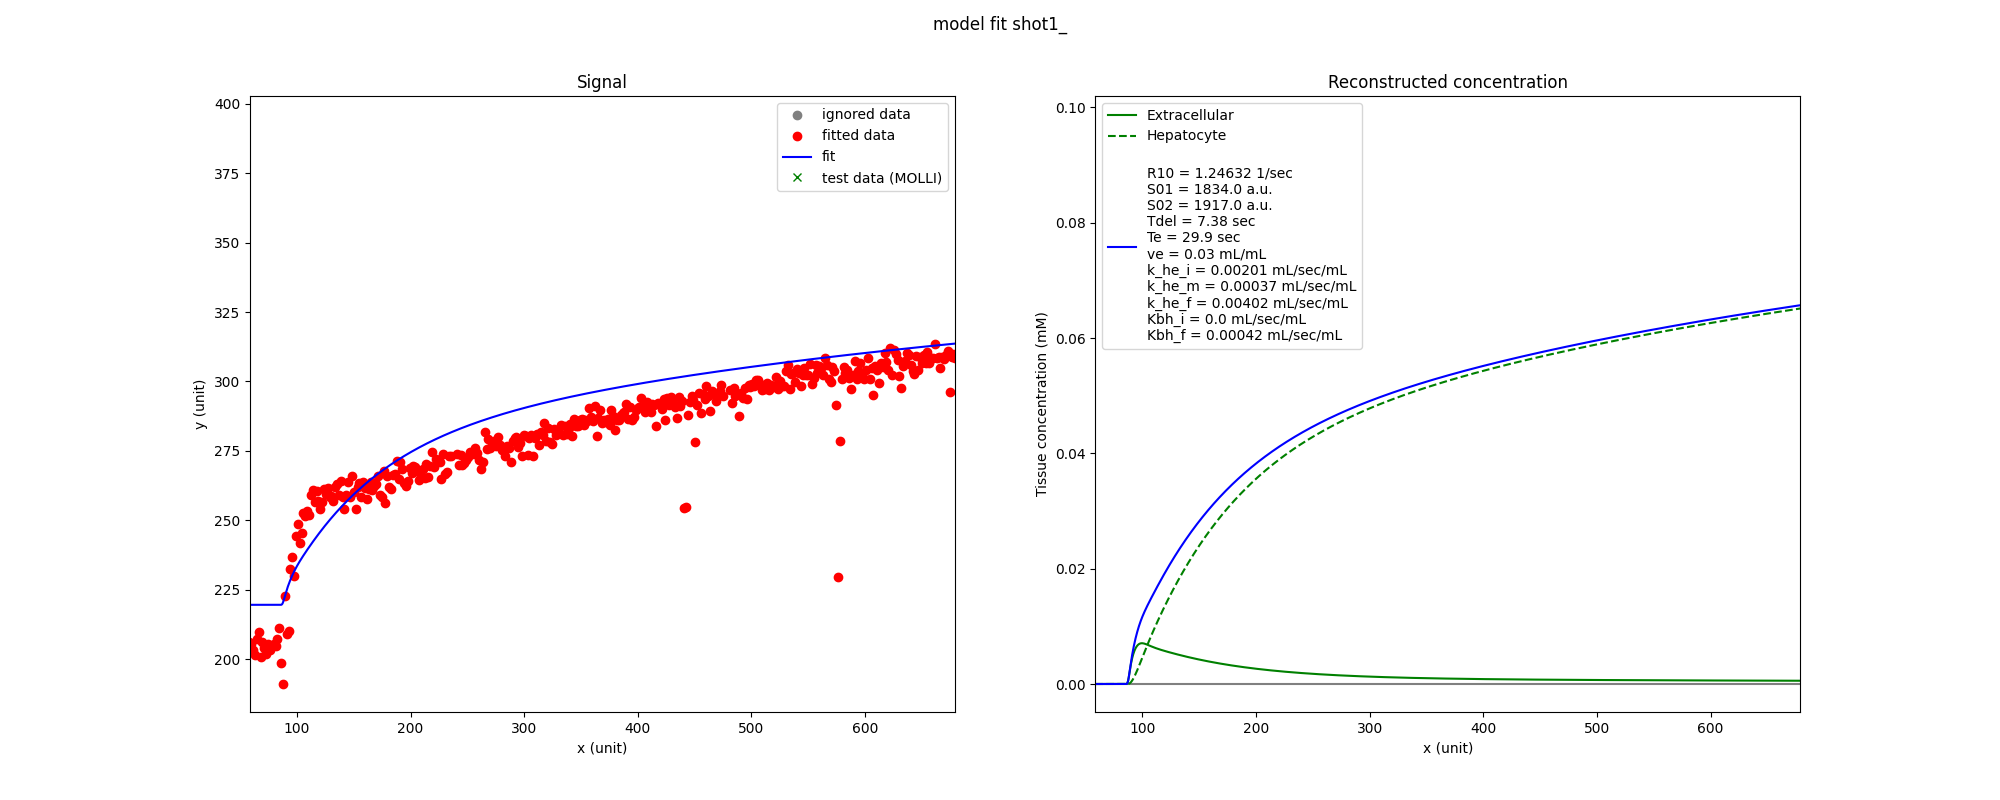 model fit shot1_
Signal
400
375
350
325
300
275
250
225
200
y (unit)
100
200
300
400
500
600
x (unit)
ignored data
fitted data
fit
test data (MOLLI)
Reconstructed concentration
0.10
0.08
0.06
0.04
0.02
0.00
Tissue concentration (mM)
100
200
300
400
500
600
x (unit)
Extracellular
Hepatocyte
R10 = 1.24632 1/sec
S01 = 1834.0 a.u.
S02 = 1917.0 a.u.
Tdel = 7.38 sec
Te = 29.9 sec
ve = 0.03 mL/mL
k_he_i = 0.00201 mL/sec/mL
k_he_m = 0.00037 mL/sec/mL
k_he_f = 0.00402 mL/sec/mL
Kbh_i = 0.0 mL/sec/mL
Kbh_f = 0.00042 mL/sec/mL